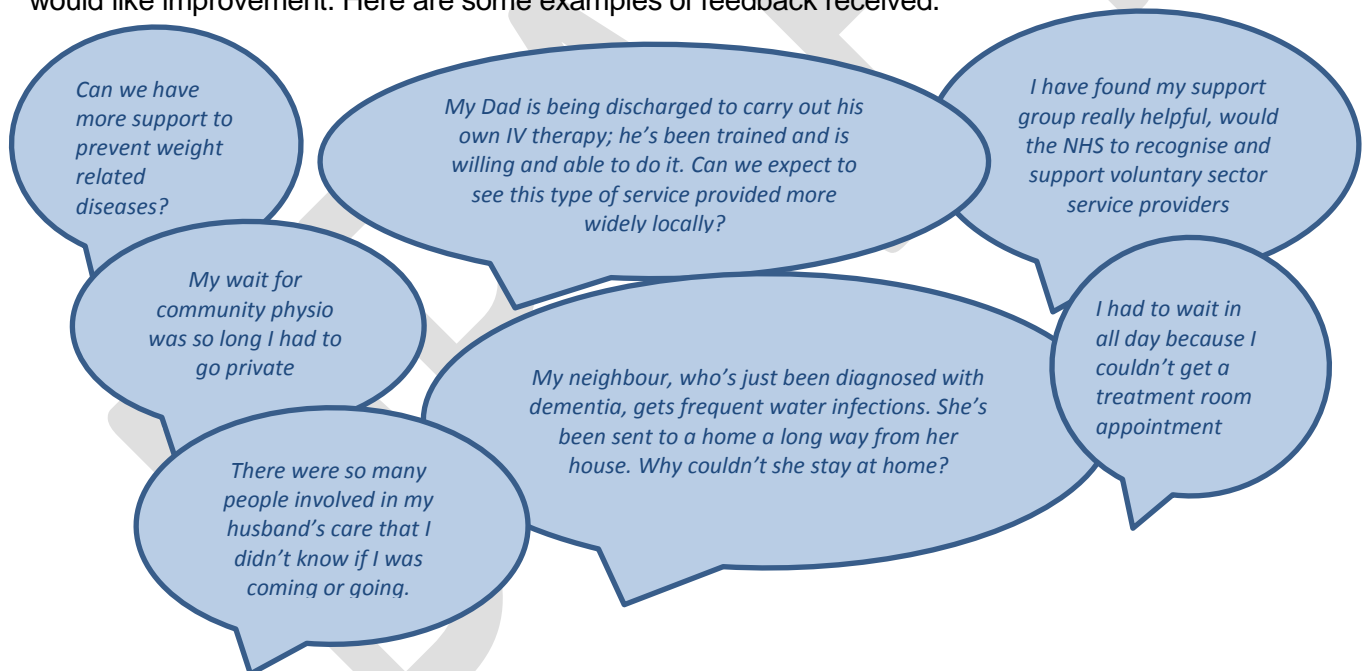 would like improvement. Here are some examples of feedback received:
Can we have
more support to
prevent weight
related
diseases?
My Dad is being discharged to carry out his
own IV therapy; he's been trained and is
willing and able to do it. Can we expect to
see this type of service provided more
widely locally?
I have found my support
group really helpful, would
the NHS to recognise and
support voluntary sector
service providers
My wait for
community physio
was so long I had to
go private
I had to wait in
all day because I
couldn't get a
treatment room
appointment
My neighbour, who's just been diagnosed with
dementia, gets frequent water infections. She's
been sent to a home a long way from her
house. Why couldn't she stay at home?
There were so many
people involved in my
husband's care that I
didn't know if I was
coming or going.